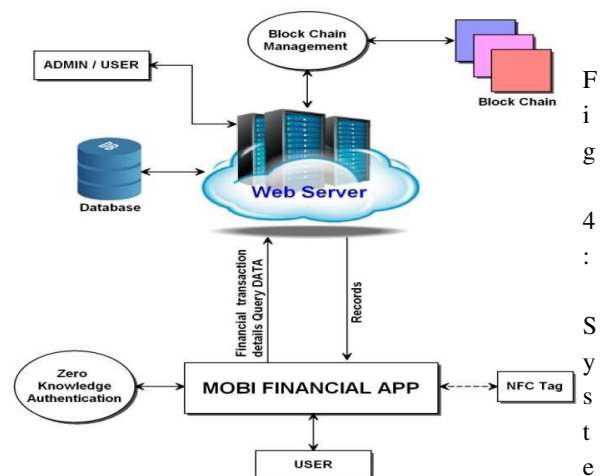 Block Chain
Management
ADMIN / USER
Block Chain
DB
Database
Web Server
Financial transaction
details Query DATA
Records
Zero
Knowledge
Authentication
MOBI FINANCIAL APP
NFC Tag
USER
F
i
g
4
:
S
y
s
t
e